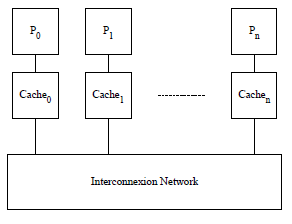 P0 P1 Pn
Cache0 Cache1 Cachen
Interconnexion Network